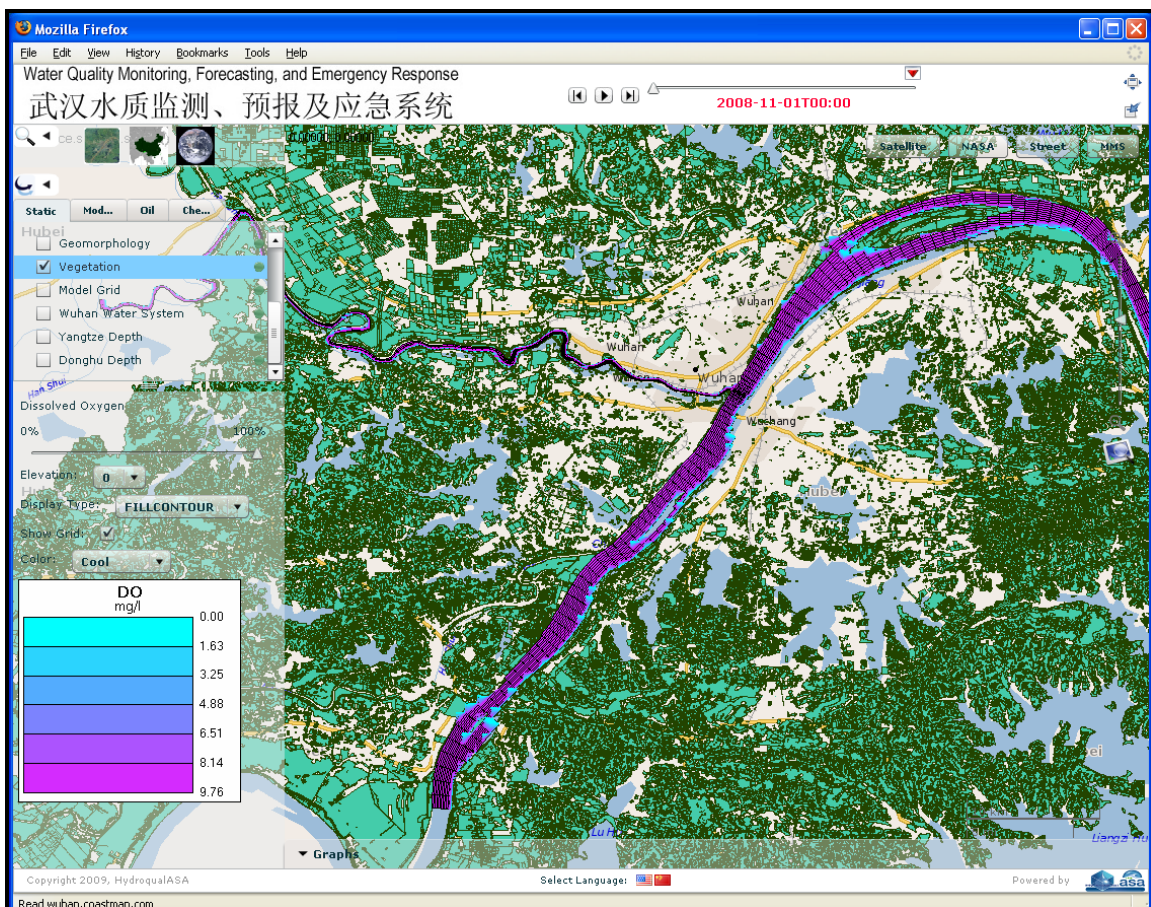 Mozilla Firefox
File Edit View History Bookmarks Tools Help
Water Quality Monitoring, Forecasting, and Emergency Response
武汉水质监测、预报及应急系统
2008-11-01T00:00
Satellite NASA Street MMS
Static Mod... Oil Che...
Hubei
Geomorphology
Vegetation
Model Grid
Wuhan Water System
Yangtze Depth
Donghu Depth
Han Shui
Wuhan
Wuhan
Wuhan
Wuchang
Dissolved Oxygen
0% 100%
Elevation: 0
Display Type: FILLCONTOUR
Show Grid:
Color: Cool
DO
mg/l
0.00
1.63
3.25
4.88
6.51
8.14
9.76
Graphs
Copyright 2009, HydroqualASA
Select Language:
Powered by
asa
Read wuhan.coastmap.com